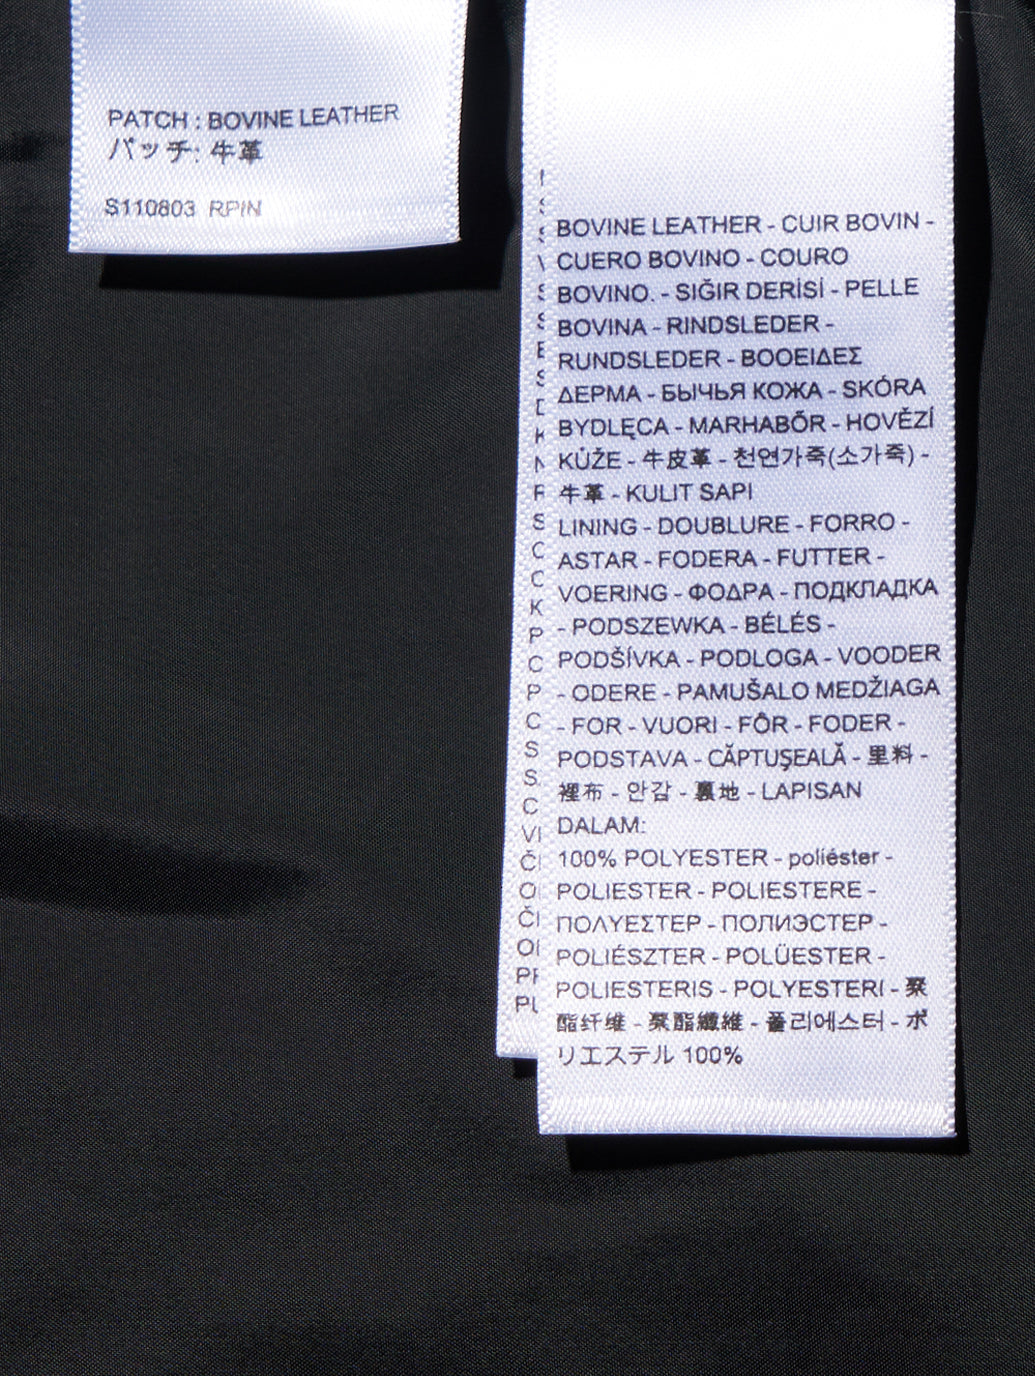 PATCH : BOVINE LEATHER
パッチ: 牛革
S110803 RPIN
BOVINE LEATHER - CUIR BOVIN -
CUERO BOVINO - COURO
BOVINO. - SIĞIR DERİSİ - PELLE
BOVINA - RINDSLEDER -
RUNDSLEDER - ΒΟΟΕΙΔΕΣ
ΔΕΡΜΑ - БЫЧЬЯ КОЖА - SKÓRA
BYDLĘCA - MARHABŐR - HOVĚZÍ
KŮŽE - 牛皮革 - 천연가죽(소가죽) -
牛革 - KULIT SAPI
LINING - DOUBLURE - FORRO -
ASTAR - FODERA - FUTTER -
VOERING - ΦΟΔΡΑ - ПОДКЛАДКА
- PODSZEWKA - BÉLÉS -
PODŠÍVKA - PODLOGA - VOODER
- ODERE - PAMUŠALO MEDŽIAGA
- FOR - VUORI - FÔR - FODER -
PODSTAVA - CĂPTUŞEALĂ - 里料 -
裡布 - 안감 - 裏地 - LAPISAN
DALAM:
100% POLYESTER - poliéster -
POLIESTER - POLIESTERE -
ΠΟΛΥΕΣΤΕΡ - ПОЛИЭСТЕР -
POLIÉSZTER - POLÜESTER -
POLIESTERIS - POLYESTERI - 聚
酯纤维 - 聚酯纖維 - 폴리에스터 - ポ
リエステル 100%